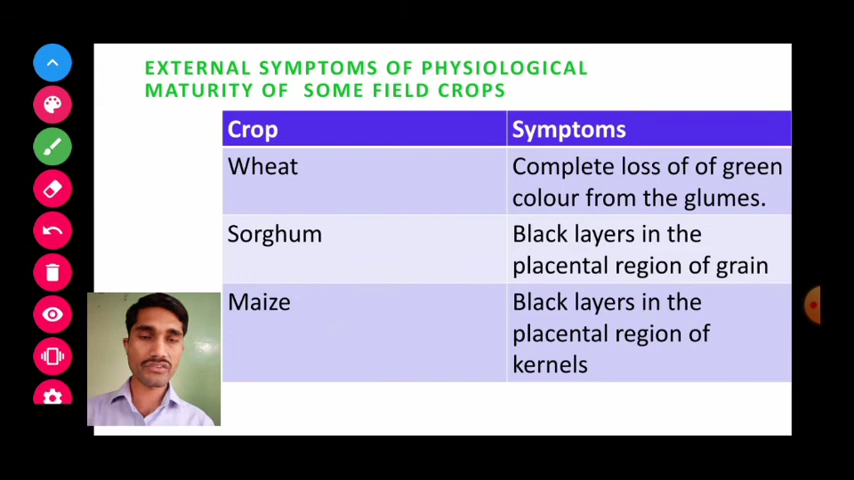 EXTERNAL SYMPTOMS OF PHYSIOLOGICAL
MATURITY OF SOME FIELD CROPS
Crop
Symptoms
Wheat
Complete loss of of green
colour from the glumes.
Sorghum
Black layers in the
placental region of grain
Maize
Black layers in the
placental region of
kernels